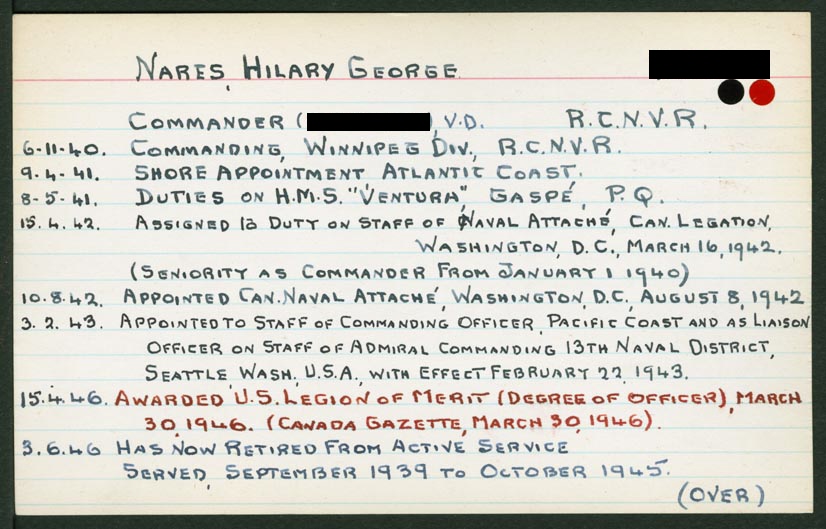 NARES, HILARY GEORGE
COMMANDER ( ), V.D. R.C.N.V.R.
6-11-40. COMMANDING, WINNIPEG DIV., R.C.N.V.R.
9-4-41. SHORE APPOINTMENT ATLANTIC COAST.
8-5-41. DUTIES ON H.M.S. "VENTURA", GASPÉ, P.Q.
15.4.42. ASSIGNED TO DUTY ON STAFF OF NAVAL ATTACHÉ, CAN. LEGATION,
WASHINGTON, D.C., MARCH 16, 1942.
(SENIORITY AS COMMANDER FROM JANUARY 1 1940)
10.8.42. APPOINTED CAN. NAVAL ATTACHÉ, WASHINGTON, D.C., AUGUST 8, 1942
3.2.43. APPOINTED TO STAFF OF COMMANDING OFFICER, PACIFIC COAST AND AS LIAISON
OFFICER ON STAFF OF ADMIRAL COMMANDING 13TH NAVAL DISTRICT,
SEATTLE WASH. U.S.A., WITH EFFECT FEBRUARY 22, 1943.
15.4.46. AWARDED U.S. LEGION OF MERIT (DEGREE OF OFFICER), MARCH
30, 1946. (CANADA GAZETTE, MARCH 30, 1946).
3.6.46 HAS NOW RETIRED FROM ACTIVE SERVICE
SERVED, SEPTEMBER 1939 TO OCTOBER 1945.
(OVER)